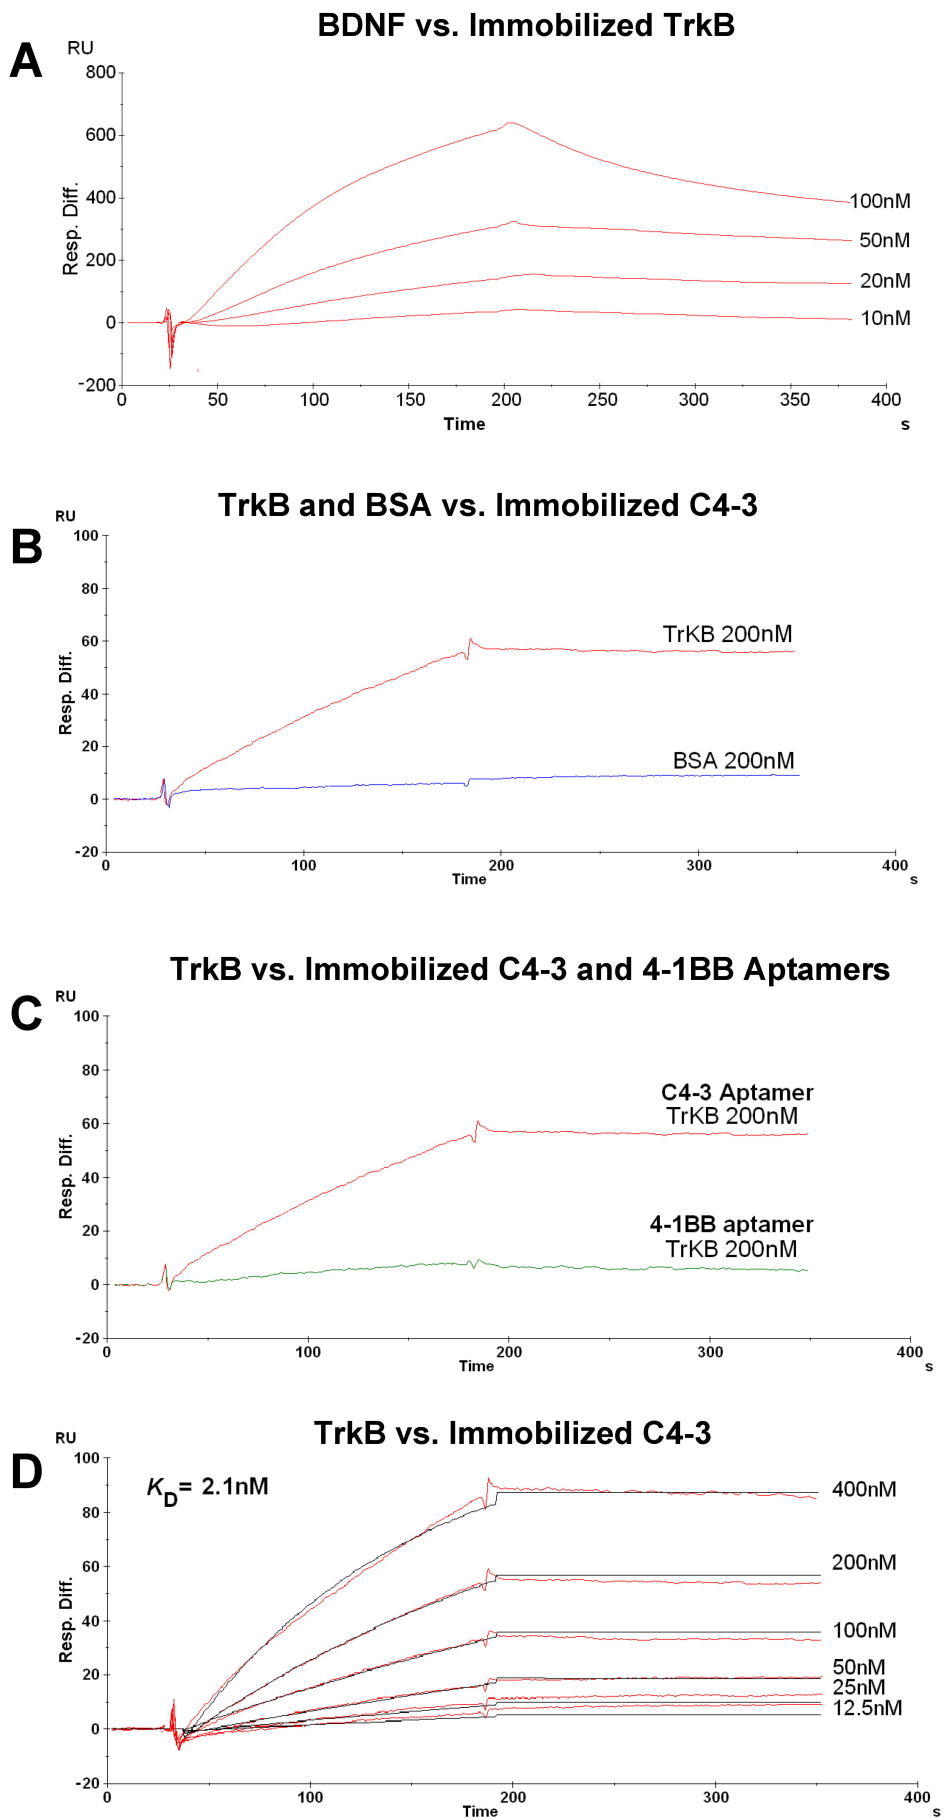 BDNF vs. Immobilized TrkB
A
RU
800
600
400
200
0
-200
Resp. Diff.
100nM
50nM
20nM
10nM
0 50 100 150 200 250 300 350 400
Time
s
TrkB and BSA vs. Immobilized C4-3
B
RU
100
80
60
40
20
0
-20
Resp. Diff.
TrKB 200nM
BSA 200nM
0 100 200 300 400
Time
s
TrkB vs. Immobilized C4-3 and 4-1BB Aptamers
C
RU
100
80
60
40
20
0
-20
Resp. Diff.
C4-3 Aptamer
TrKB 200nM
4-1BB aptamer
TrKB 200nM
0 100 200 300 400
Time
s
TrkB vs. Immobilized C4-3
D
RU
100
80
60
40
20
0
-20
Resp. Diff.
KD= 2.1nM
400nM
200nM
100nM
50nM
25nM
12.5nM
0 100 200 300 400
Time
s